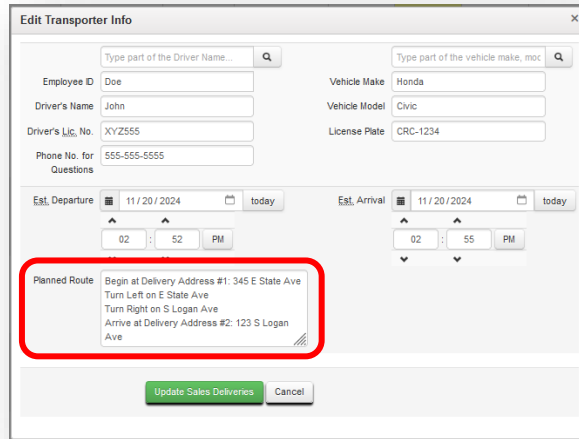 Edit Transporter Info ×
Type part of the Driver Name...
Type part of the vehicle make, moc
Employee ID Doe
Vehicle Make Honda
Driver's Name John
Vehicle Model Civic
Driver's Lic. No. XYZ555
License Plate CRC-1234
Phone No. for Questions 555-555-5555
Est. Departure 11/20/2024 today
Est. Arrival 11/20/2024 today
02 : 52 PM
02 : 55 PM
Planned Route
Begin at Delivery Address #1: 345 E State Ave
Turn Left on E State Ave
Turn Right on S Logan Ave
Arrive at Delivery Address #2: 123 S Logan
Ave
Update Sales Deliveries Cancel